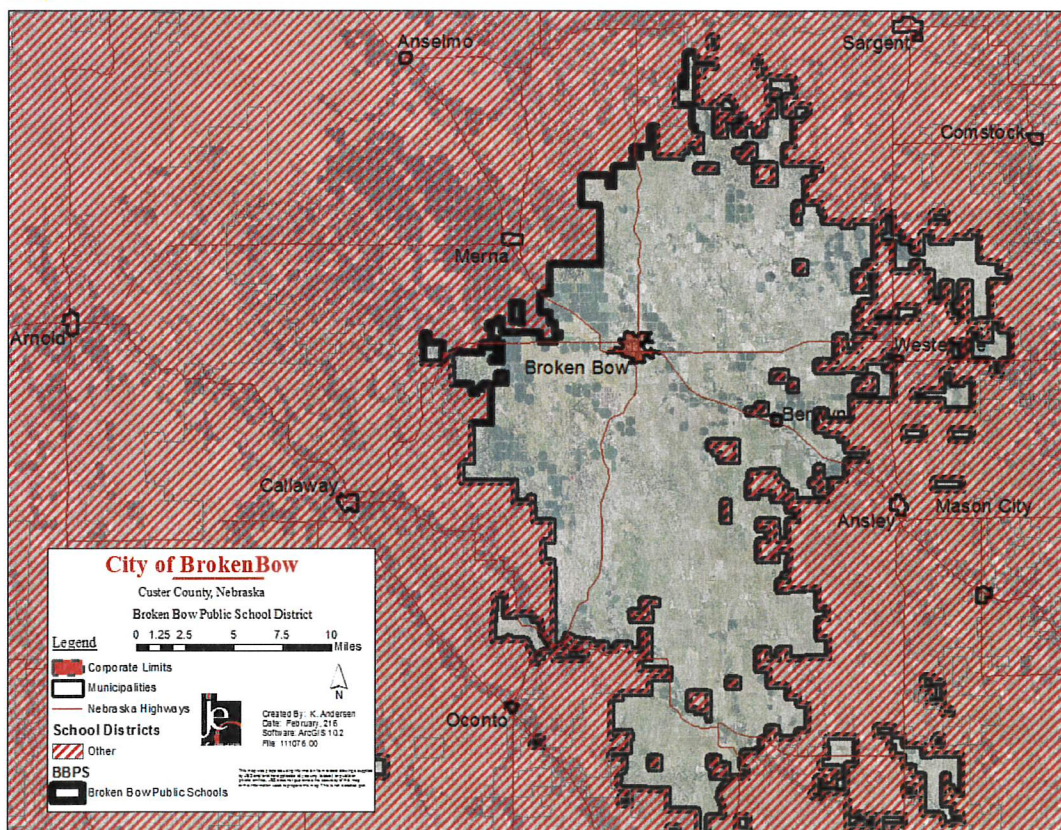 Anselmo
Sargent
Comstock
Merna
Arnold
Broken Bow
Berwyn
Callaway
Ansley
Mason City
Oconto
City of BrokenBow
Custer County, Nebraska
Broken Bow Public School District
Legend
0 1.25 2.5 5 7.5 10
Miles
Corporate Limits
Municipalities
Nebraska Highways
School Districts
Other
BBPS
Broken Bow Public Schools
N
Je
Created By: K. Andersen
Date: February, 216
Software: ArcGIS 10.2
File: 111076.00